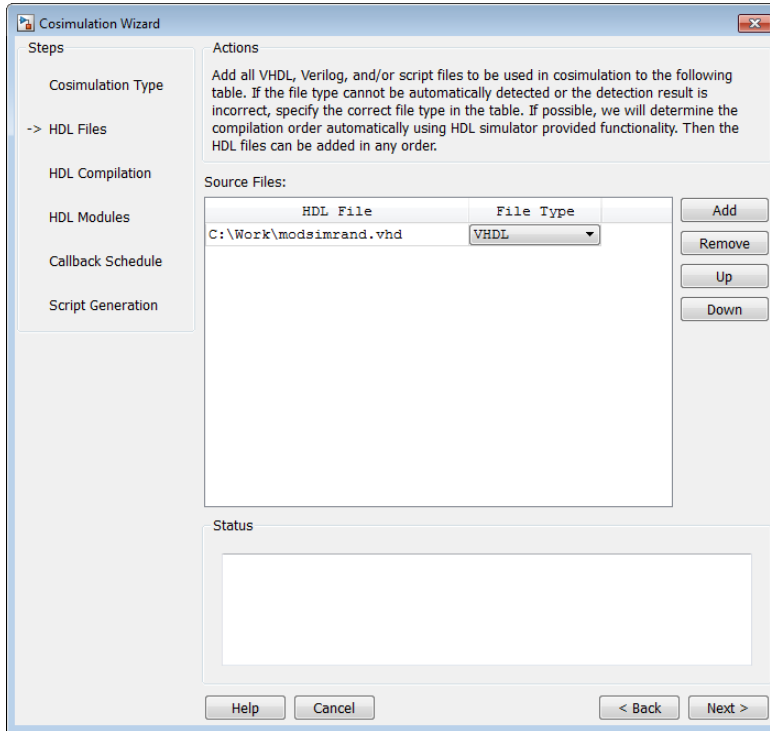 Cosimulation Wizard
Steps
Cosimulation Type
-> HDL Files
HDL Compilation
HDL Modules
Callback Schedule
Script Generation
Actions
Add all VHDL, Verilog, and/or script files to be used in cosimulation to the following
table. If the file type cannot be automatically detected or the detection result is
incorrect, specify the correct file type in the table. If possible, we will determine the
compilation order automatically using HDL simulator provided functionality. Then the
HDL files can be added in any order.
Source Files:
HDL File File Type
C:\Work\modsimrand.vhd VHDL
Add
Remove
Up
Down
Status
Help Cancel < Back Next >